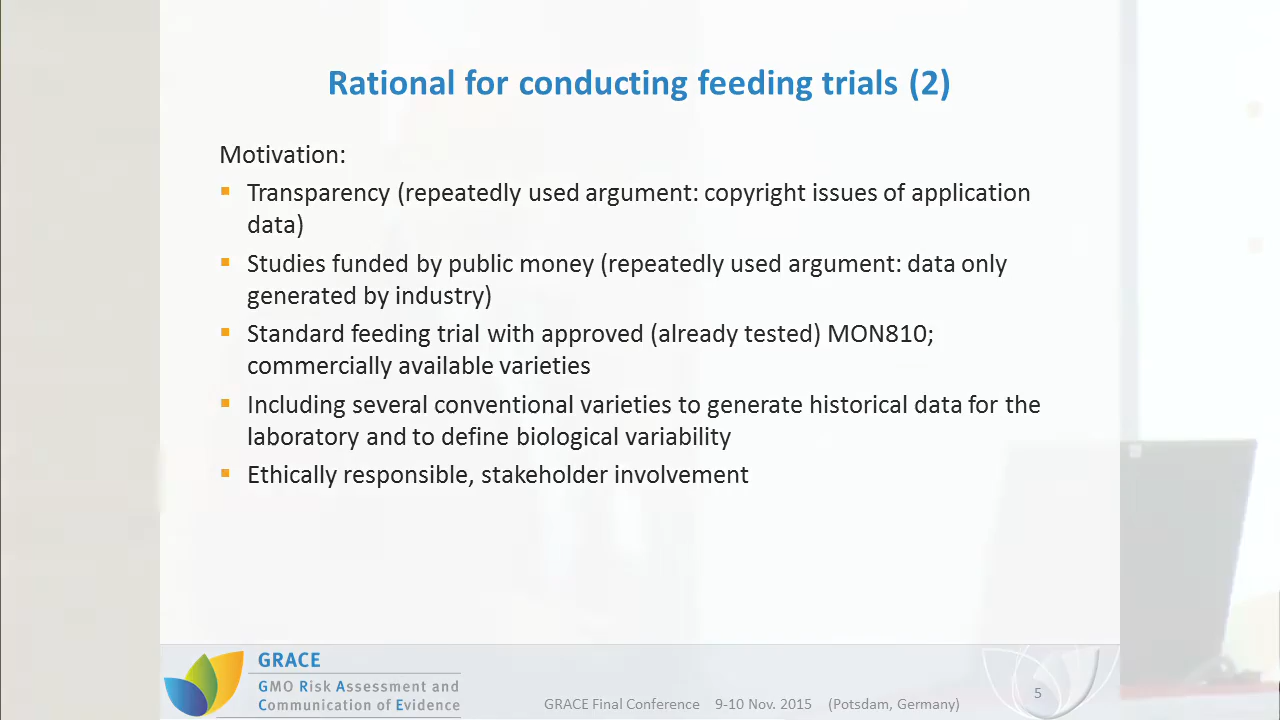 Rational for conducting feeding trials (2)
Motivation:
Transparency (repeatedly used argument: copyright issues of application
data)
Studies funded by public money (repeatedly used argument: data only
generated by industry)
Standard feeding trial with approved (already tested) MON810;
commercially available varieties
Including several conventional varieties to generate historical data for the
laboratory and to define biological variability
Ethically responsible, stakeholder involvement
GRACE
GMO Risk Assessment and
Communication of Evidence
GRACE Final Conference 9-10 Nov. 2015 (Potsdam, Germany)
5